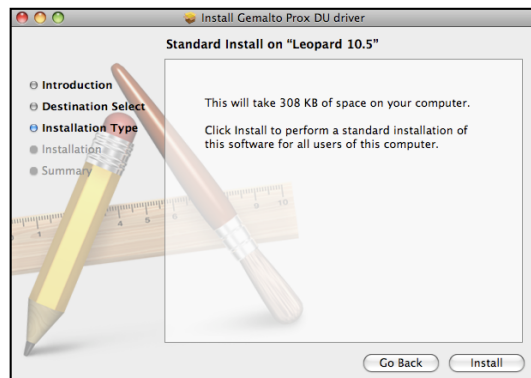 Install Gemalto Prox DU driver
Standard Install on “Leopard 10.5”
Introduction
Destination Select
Installation Type
Installation
Summary
This will take 308 KB of space on your computer.
Click Install to perform a standard installation of
this software for all users of this computer.
Go Back
Install